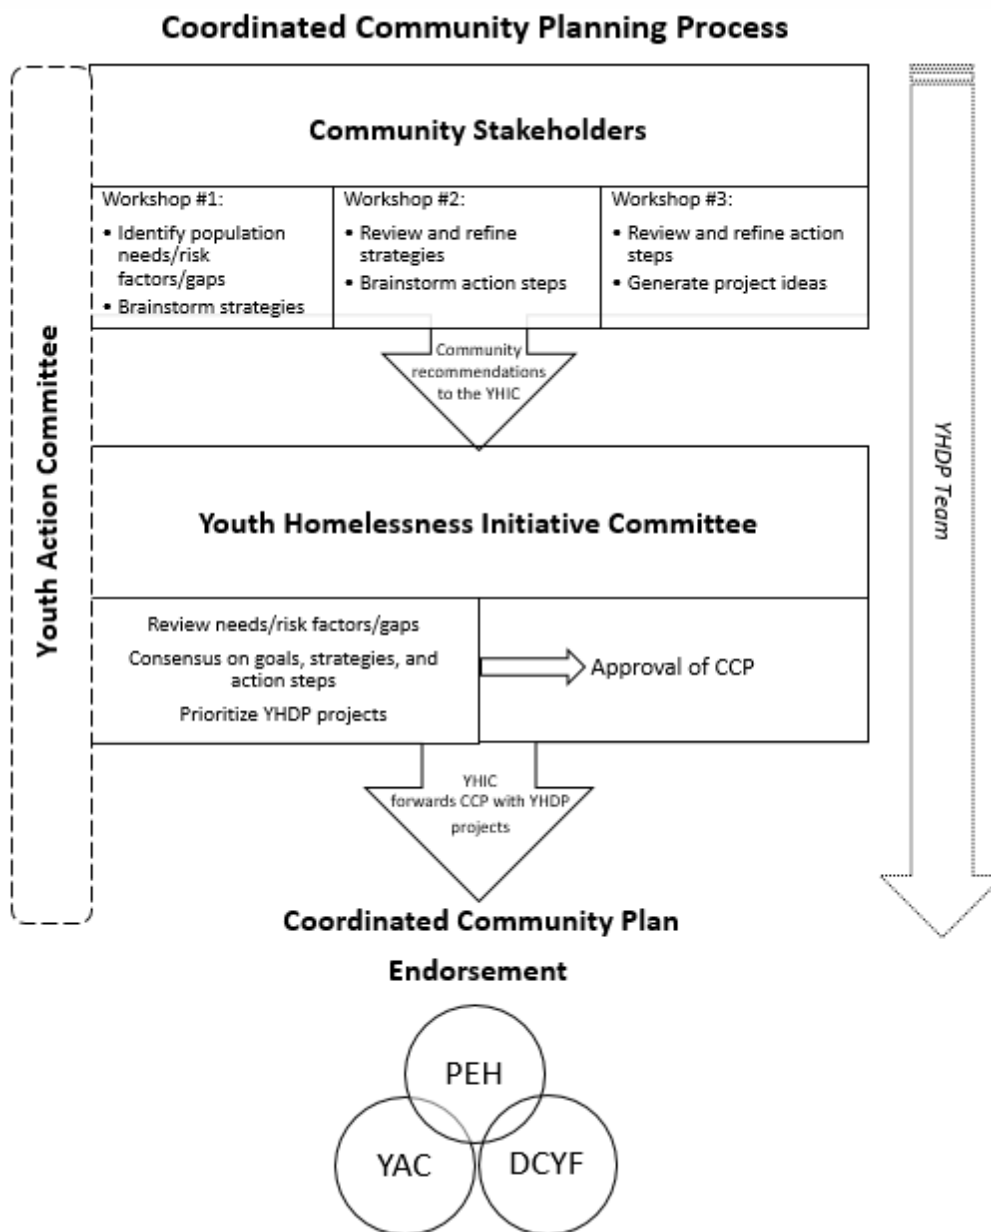 Coordinated Community Planning Process
Youth Action Committee
Community Stakeholders
Workshop #1:
• Identify population
needs/risk
factors/gaps
• Brainstorm strategies
Workshop #2:
• Review and refine
strategies
• Brainstorm action steps
Workshop #3:
• Review and refine action
steps
• Generate project ideas
Community
recommendations
to the YHIC
YHDP Team
Youth Homelessness Initiative Committee
Review needs/risk factors/gaps
Consensus on goals, strategies, and
action steps
Prioritize YHDP projects
Approval of CCP
YHIC
forwards CCP with YHDP
projects
Coordinated Community Plan
Endorsement
PEH
YAC
DCYF